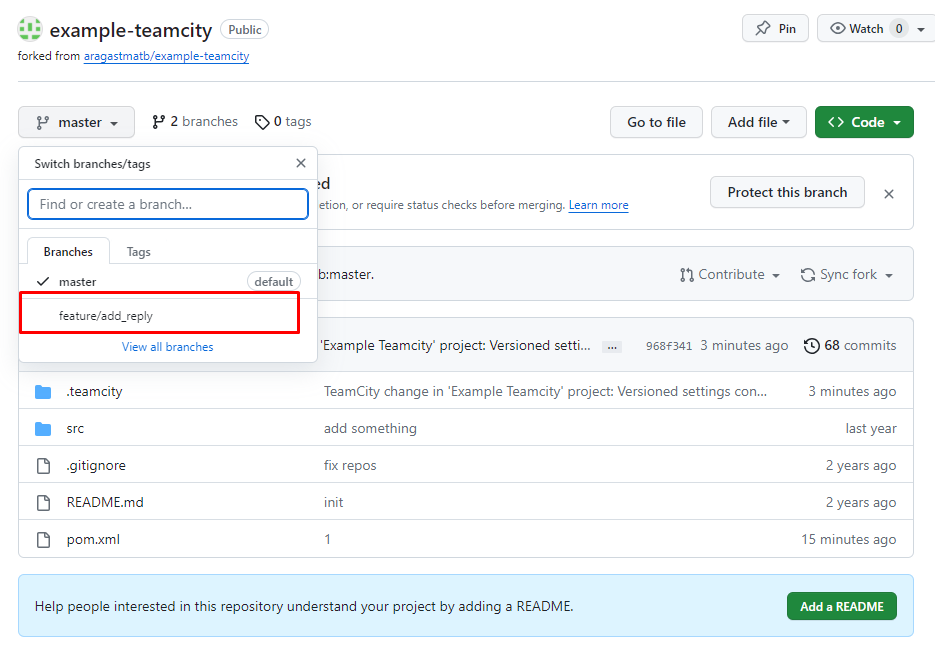 example-teamcity Public Pin Watch 0
forked from aragastmatb/example-teamcity
master 2 branches 0 tags Go to file Add file Code
Switch branches/tags
Find or create a branch...
ed
etion, or require status checks before merging. Learn more
Protect this branch
Branches Tags
master default
b:master. Contribute Sync fork
feature/add_reply
View all branches
'Example Teamcity' project: Versioned setti... ... 968f341 3 minutes ago 68 commits
.teamcity TeamCity change in 'Example Teamcity' project: Versioned settings con... 3 minutes ago
src add something last year
.gitignore fix repos 2 years ago
README.md init 2 years ago
pom.xml 1 15 minutes ago
Help people interested in this repository understand your project by adding a README. Add a README